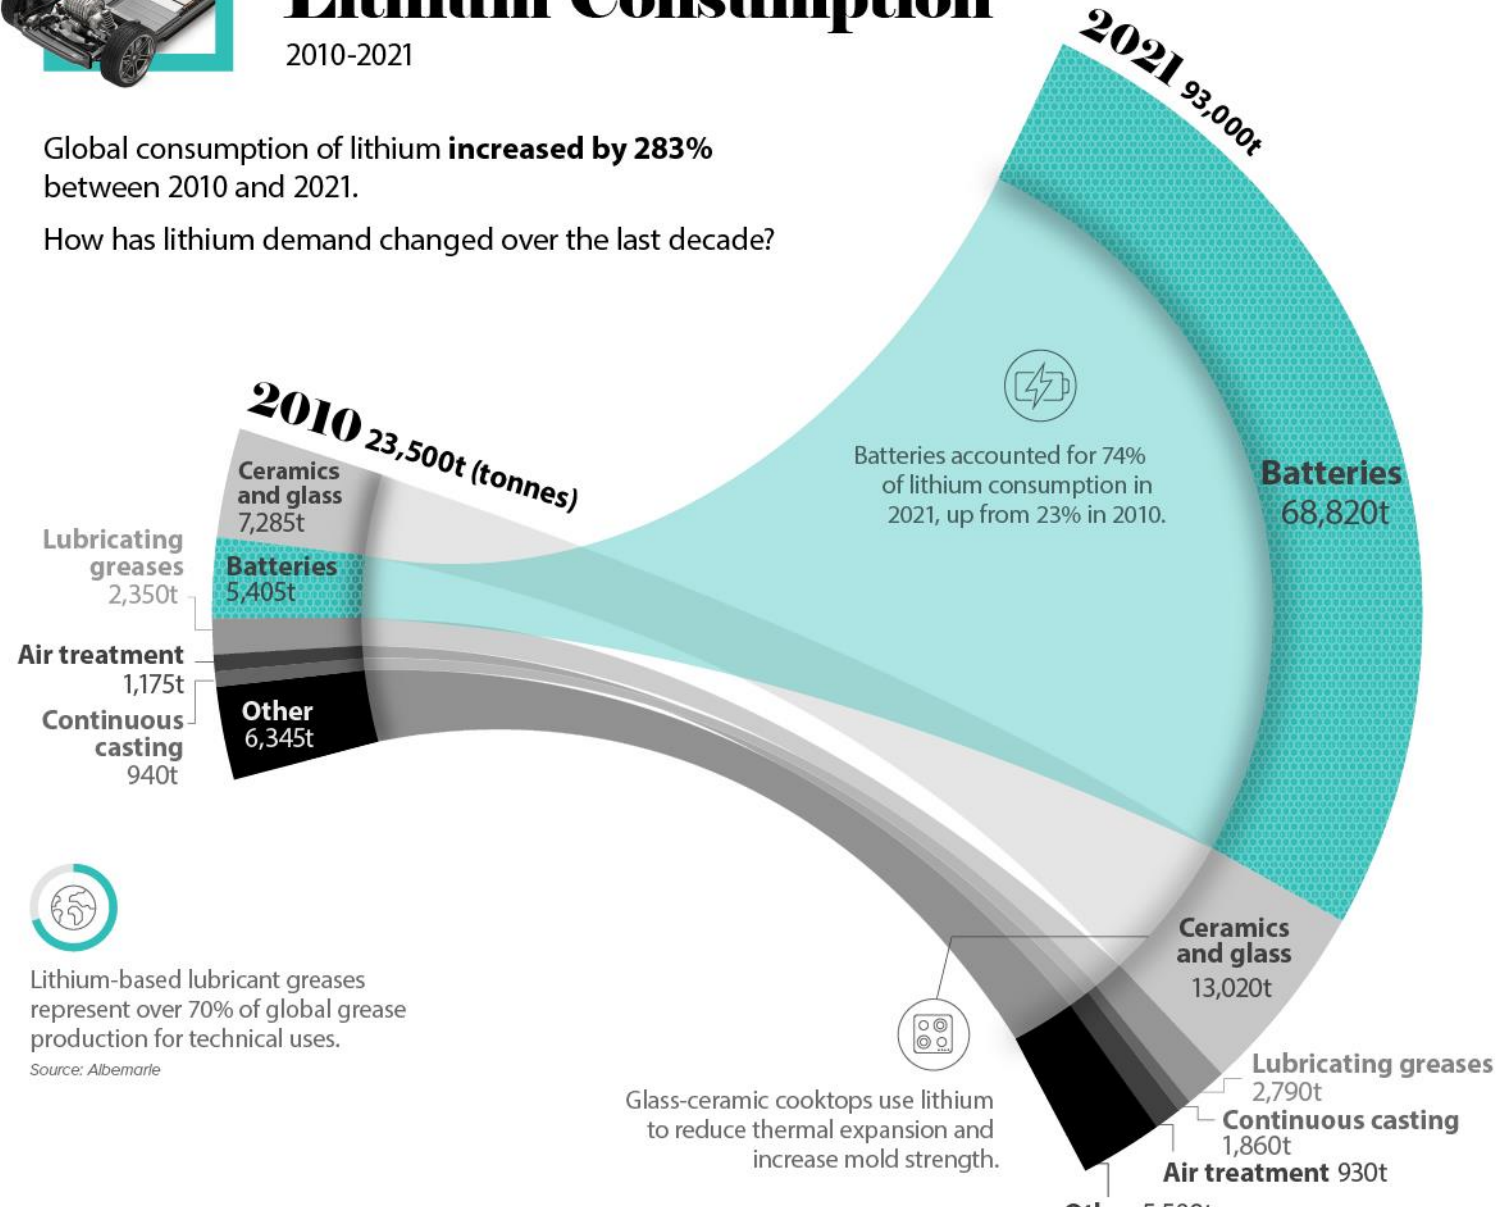 Lithium Consumption
2010-2021
Global consumption of lithium increased by 283%
between 2010 and 2021.
How has lithium demand changed over the last decade?
2010 23,500t (tonnes)
Ceramics
and glass
7,285t
Lubricating
greases
2,350t
Batteries
5,405t
Air treatment
1,175t
Continuous
casting
940t
Other
6,345t
2021 93,000t
Batteries accounted for 74%
of lithium consumption in
2021, up from 23% in 2010.
Batteries
68,820t
Ceramics
and glass
13,020t
Lubricating greases
2,790t
Continuous casting
1,860t
Air treatment 930t
Lithium-based lubricant greases
represent over 70% of global grease
production for technical uses.
Source: Albemarle
Glass-ceramic cooktops use lithium
to reduce thermal expansion and
increase mold strength.